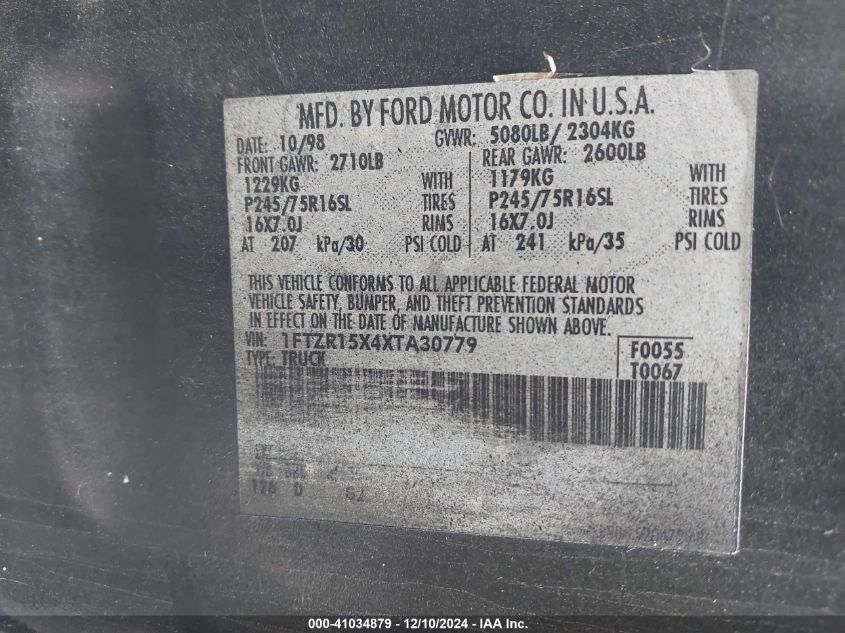 MFD. BY FORD MOTOR CO. IN U.S.A.
DATE: 10/98 GVWR: 5080LB/ 2304KG
FRONT GAWR: 2710LB REAR GAWR: 2600LB
1229KG WITH 1179KG WITH
P245/75R16SL TIRES P245/75R16SL TIRES
16X7.0J RIMS 16X7.0J RIMS
AT 207 kPa/30 PSI COLD AT 241 kPa/35 PSI COLD
THIS VEHICLE CONFORMS TO ALL APPLICABLE FEDERAL MOTOR
VEHICLE SAFETY, BUMPER, AND THEFT PREVENTION STANDARDS
IN EFFECT ON THE DATE OF MANUFACTURE SHOWN ABOVE.
VIN: 1FTZR15X4XTA30779 F0055
TYPE: TRUCK T0067
126 D
000-41034879 - 12/10/2024 - IAA Inc.